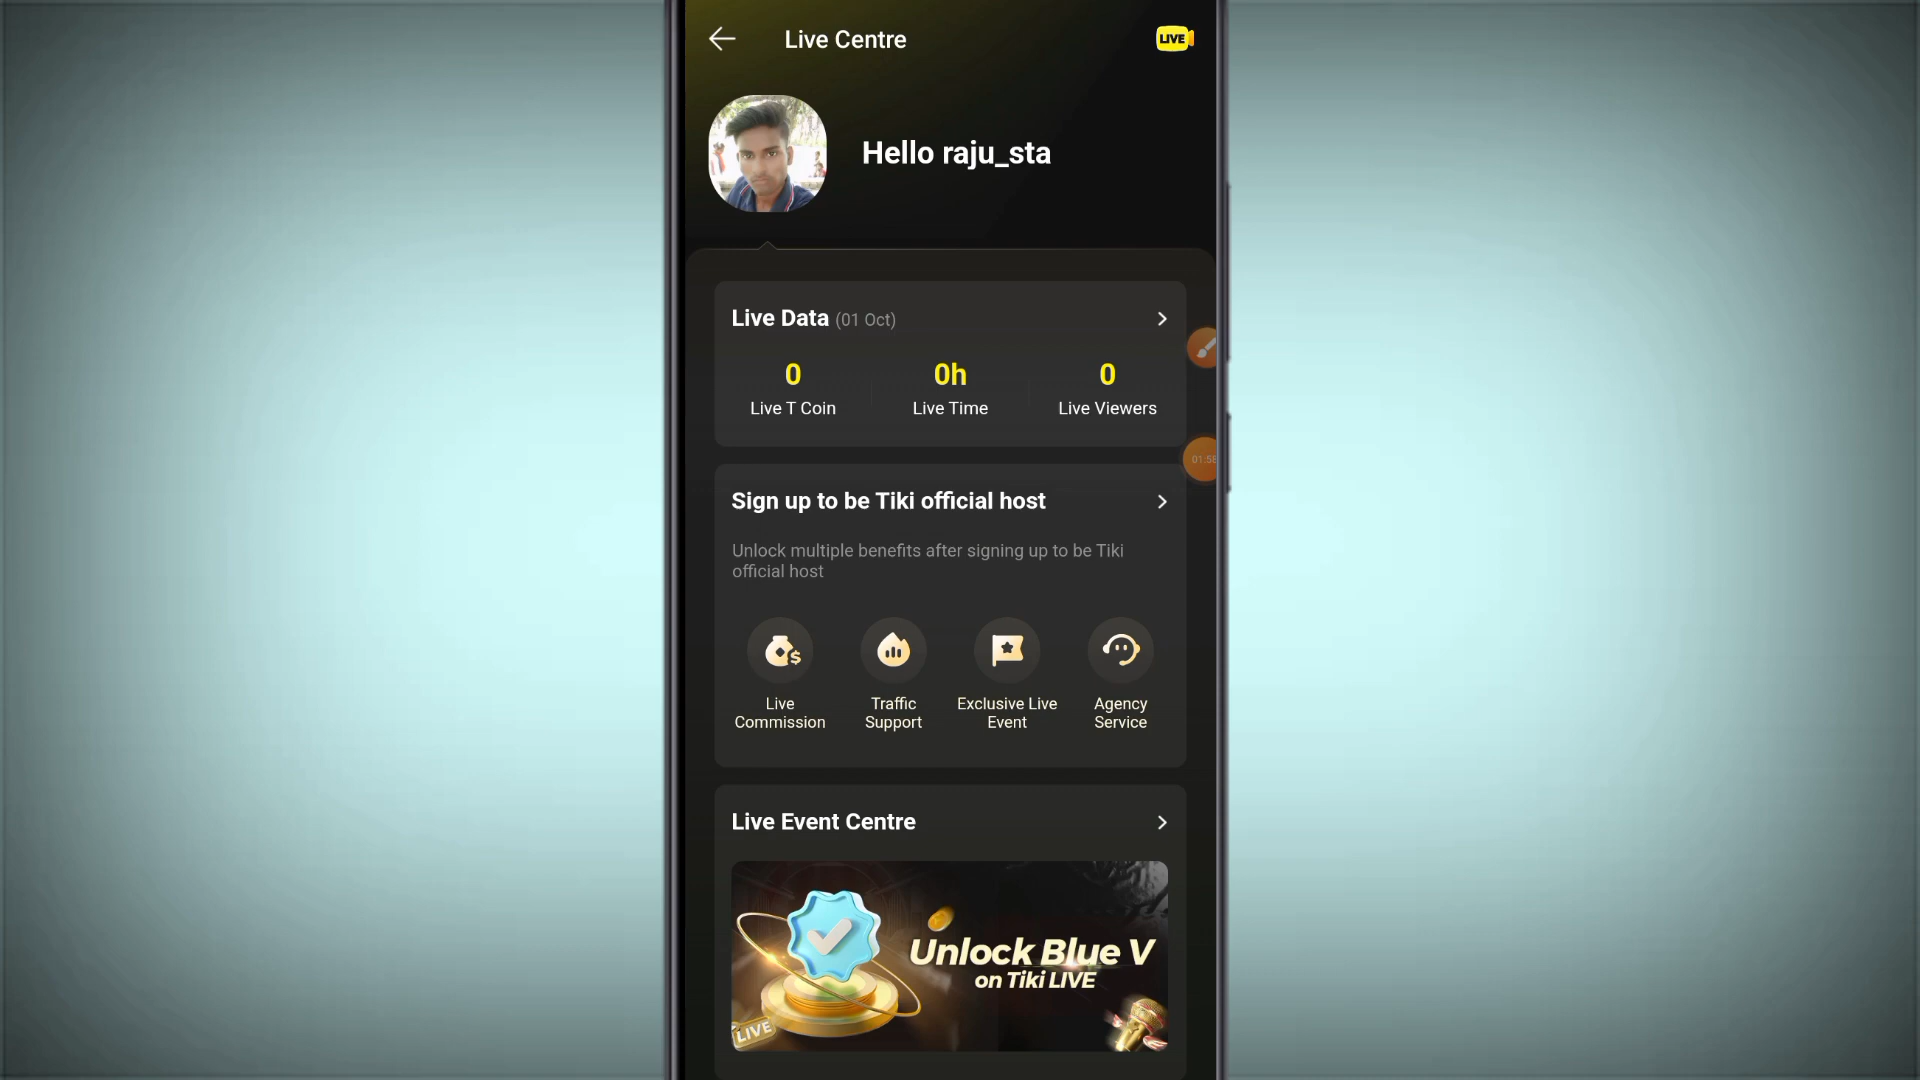 Live Centre
LIVE
Hello raju_sta
Live Data (01 Oct)
0 0h 0
Live T Coin Live Time Live Viewers
01:58
Sign up to be Tiki official host
Unlock multiple benefits after signing up to be Tiki
official host
Live Commission
Traffic Support
Exclusive Live Event
Agency Service
Live Event Centre
Unlock Blue V
on Tiki LIVE
LIVE